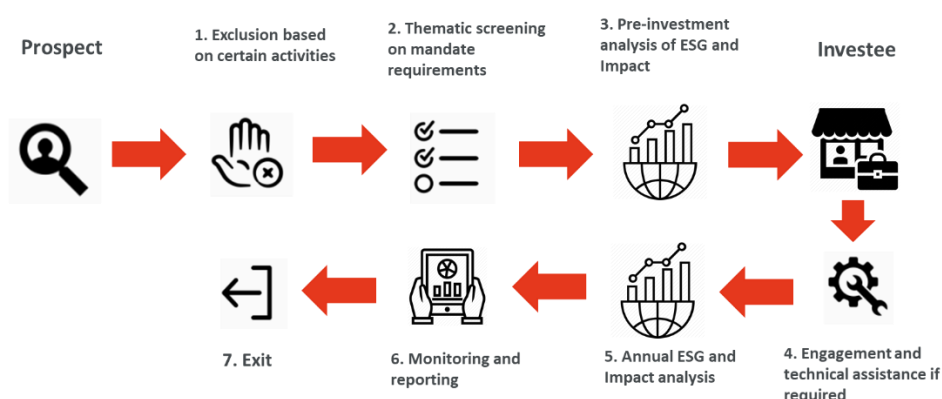 Prospect
1. Exclusion based
on certain activities
2. Thematic screening
on mandate
requirements
3. Pre-investment
analysis of ESG and
Impact
Investee
7. Exit
6. Monitoring and
reporting
5. Annual ESG and
Impact analysis
4. Engagement and
technical assistance if
required